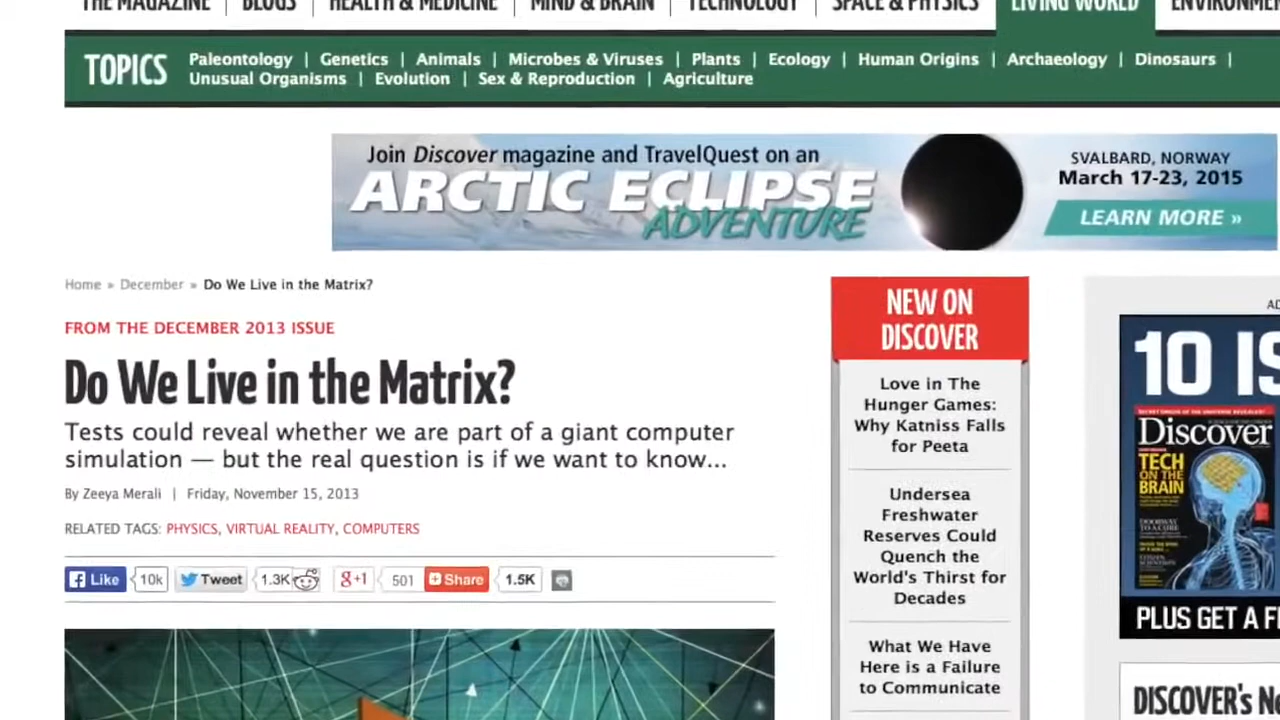 THE MAGAZINE | BLOGS | HEALTH & MEDICINE | MIND & BRAIN | TECHNOLOGY | SPACE & PHYSICS LIVING WORLD
TOPICS
Paleontology | Genetics | Animals | Microbes & Viruses | Plants | Ecology | Human Origins | Archaeology | Dinosaurs |
Unusual Organisms | Evolution | Sex & Reproduction | Agriculture
Join Discover magazine and TravelQuest on an
ARCTIC ECLIPSE
ADVENTURE
SVALBARD, NORWAY
March 17-23, 2015
LEARN MORE »
Home » December » Do We Live in the Matrix?
FROM THE DECEMBER 2013 ISSUE
Do We Live in the Matrix?
Tests could reveal whether we are part of a giant computer
simulation — but the real question is if we want to know...
By Zeeya Merali | Friday, November 15, 2013
RELATED TAGS: PHYSICS, VIRTUAL REALITY, COMPUTERS
Like 10k Tweet 1.3K g+1 501 Share 1.5K
NEW ON
DISCOVER
Love in The
Hunger Games:
Why Katniss Falls
for Peeta
Undersea
Freshwater
Reserves Could
Quench the
World's Thirst for
Decades
What We Have
Here is a Failure
to Communicate
10 IS
Discover
TECH
ON THE
BRAIN
PLUS GET A F
DISCOVER's Ne